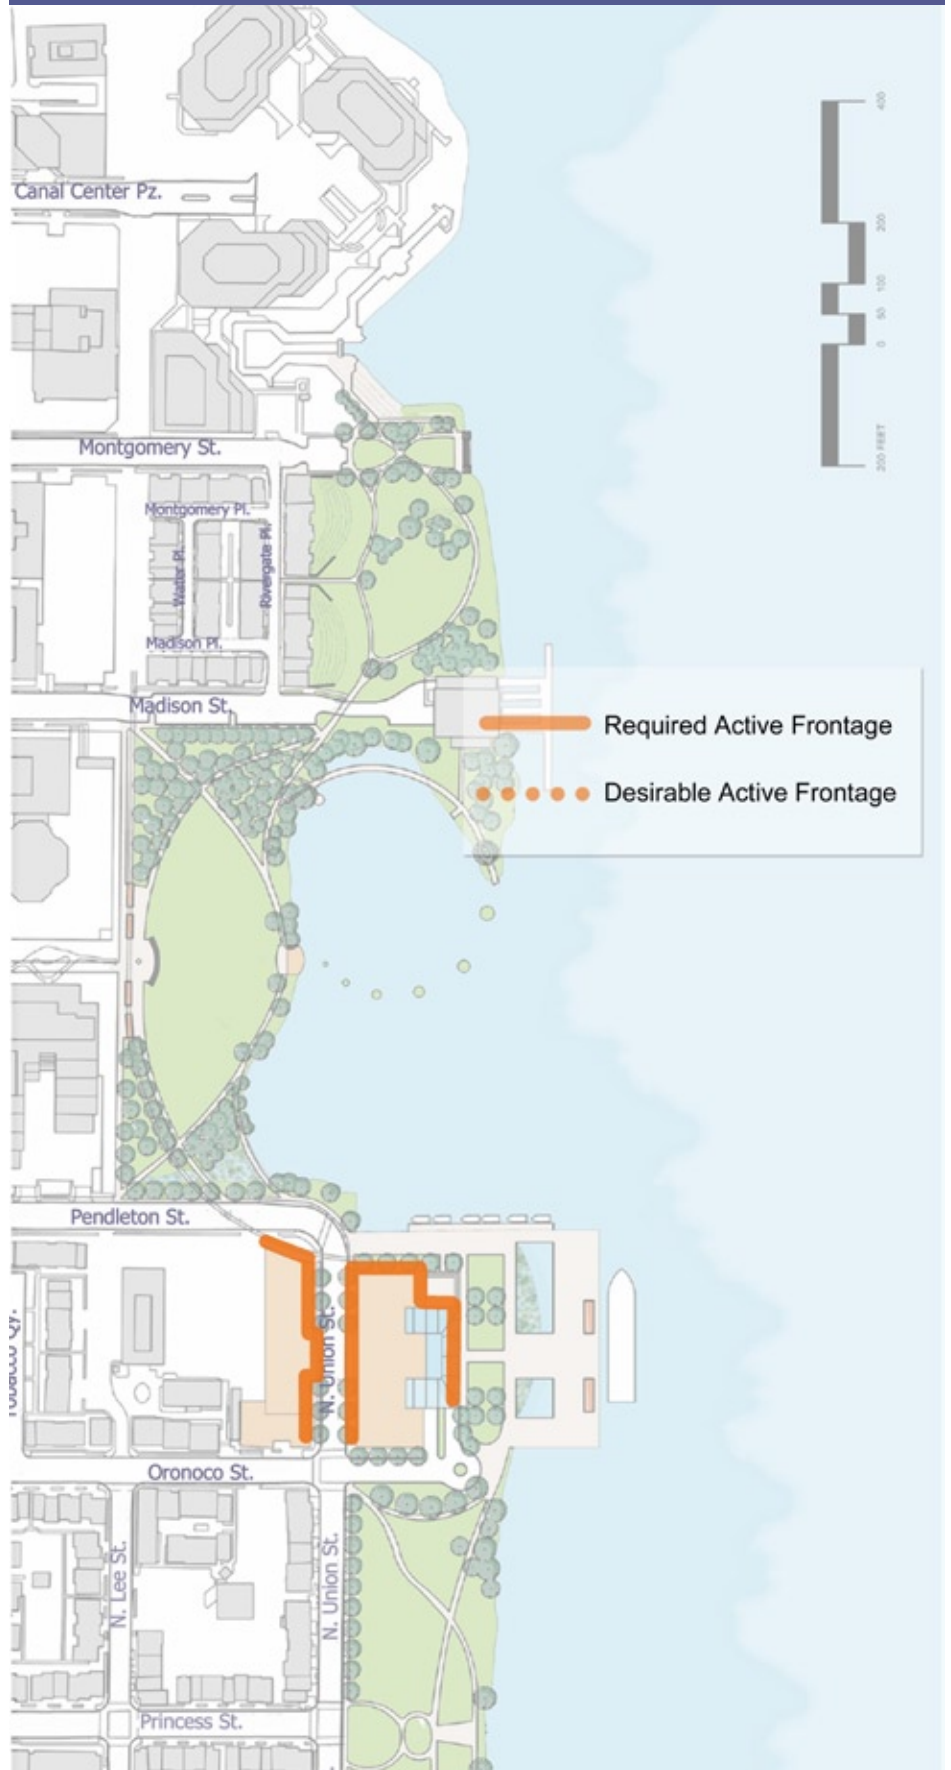 400
Canal Center Pz.
200
100
50
0
200 FEET
Montgomery St.
Montgomery Pl.
Water Pl.
Rivergate Pl.
Madison Pl.
Madison St.
Required Active Frontage
Desirable Active Frontage
Pendleton St.
N. Union St.
Tobacco Qy.
Oronoco St.
N. Lee St.
N. Union St.
Princess St.